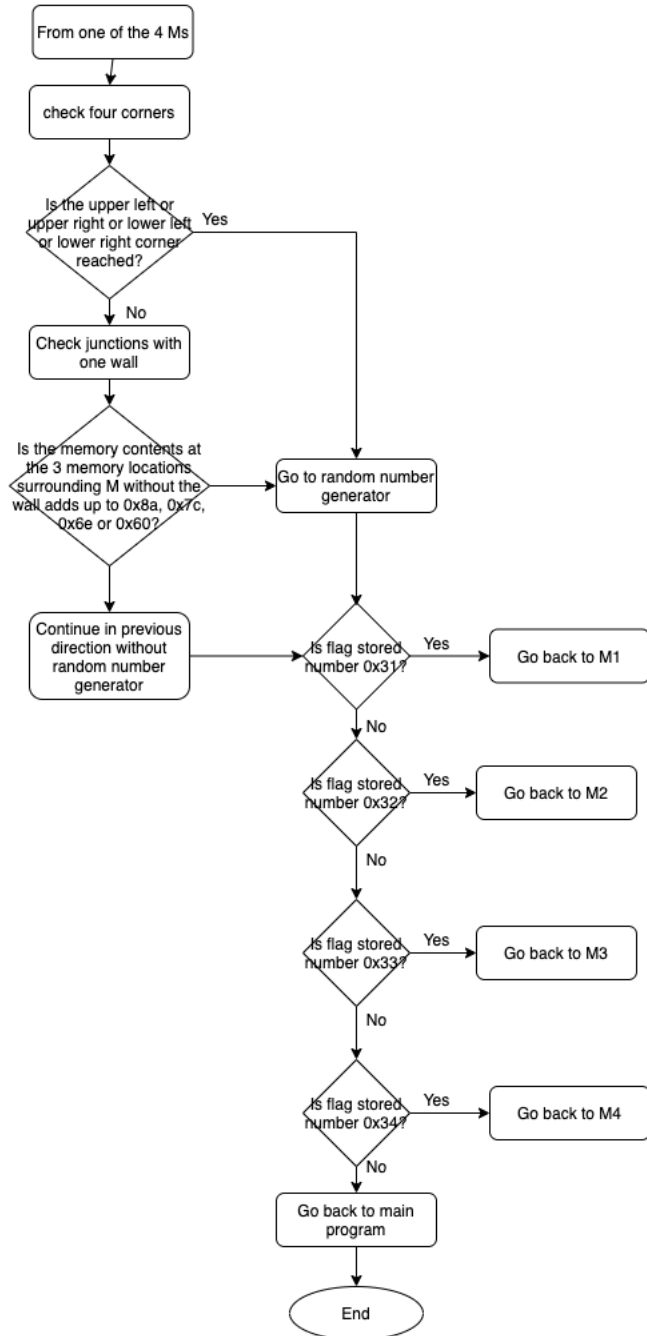 From one of the 4 Ms
check four corners
Is the upper left or
upper right or lower left
or lower right corner
reached?
Yes
No
Check junctions with
one wall
Is the memory contents at
the 3 memory locations
surrounding M without the
wall adds up to 0x8a, 0x7c,
0x6e or 0x60?
Go to random number
generator
Continue in previous
direction without
random number
generator
Is flag stored
number 0x31?
Yes
Go back to M1
No
Is flag stored
number 0x32?
Yes
Go back to M2
No
Is flag stored
number 0x33?
Yes
Go back to M3
No
Is flag stored
number 0x34?
Yes
Go back to M4
No
Go back to main
program
End